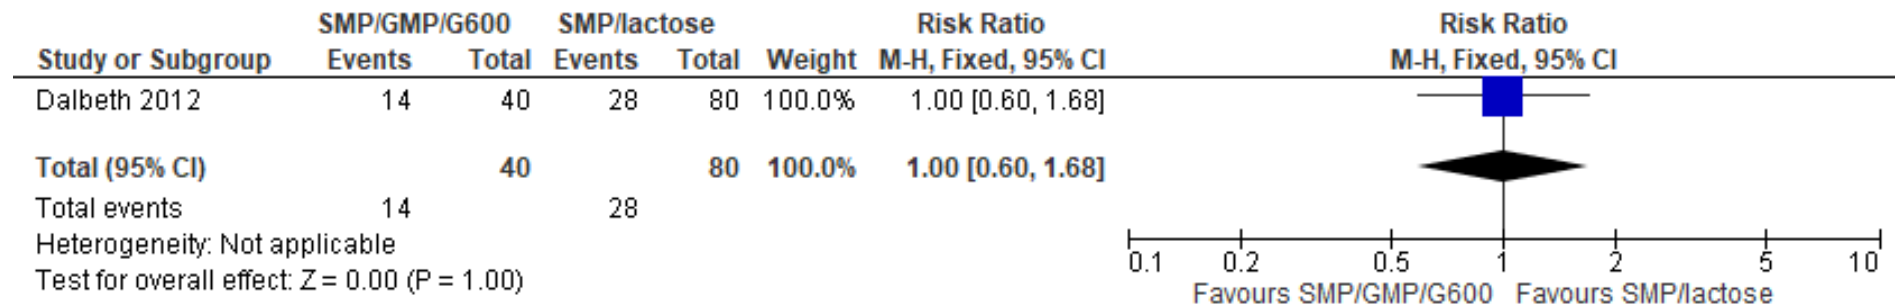 SMP/GMP/G600 SMP/lactose Risk Ratio Risk Ratio
Study or Subgroup Events Total Events Total Weight M-H, Fixed, 95% CI M-H, Fixed, 95% CI
Dalbeth 2012 14 40 28 80 100.0% 1.00 [0.60, 1.68]
Total (95% CI) 40 80 100.0% 1.00 [0.60, 1.68]
Total events 14 28
Heterogeneity: Not applicable
Test for overall effect: Z = 0.00 (P = 1.00)
0.1 0.2 0.5 1 2 5 10
Favours SMP/GMP/G600 Favours SMP/lactose